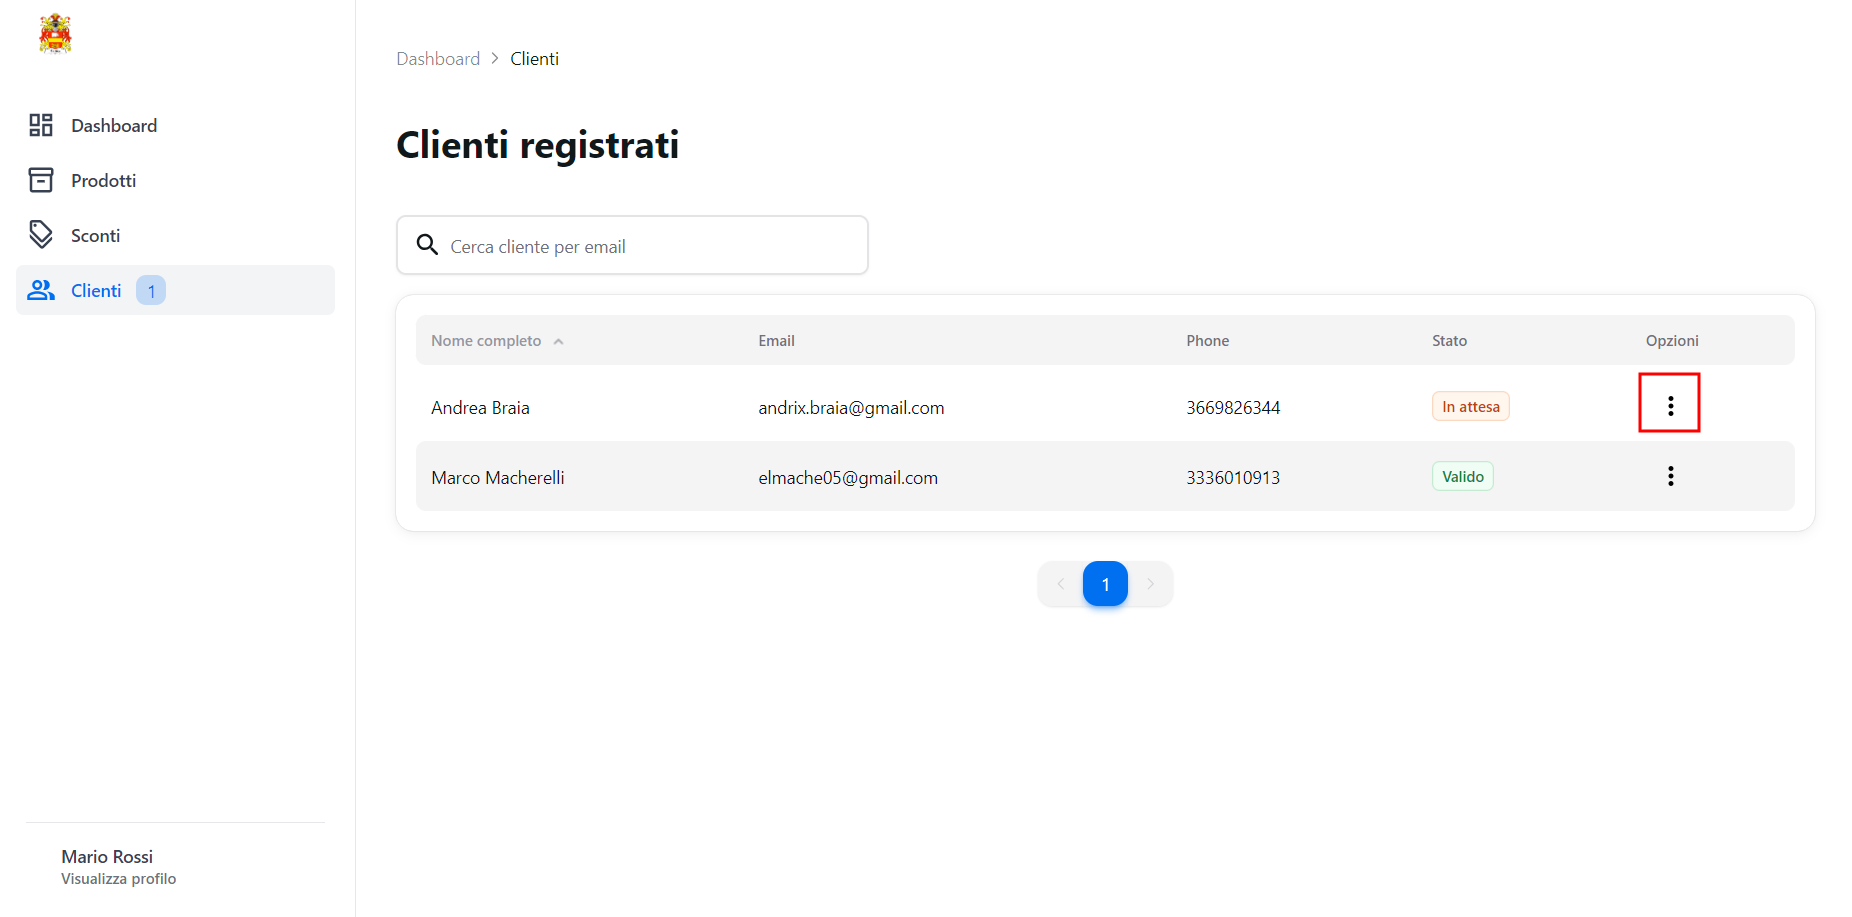 Dashboard
Prodotti
Sconti
Clienti 1
Mario Rossi
Visualizza profilo
Dashboard > Clienti
Clienti registrati
Cerca cliente per email
Nome completo Email Phone Stato Opzioni
Andrea Braia andrix.braia@gmail.com 3669826344 In attesa
Marco Macherelli elmache05@gmail.com 3336010913 Valido
1